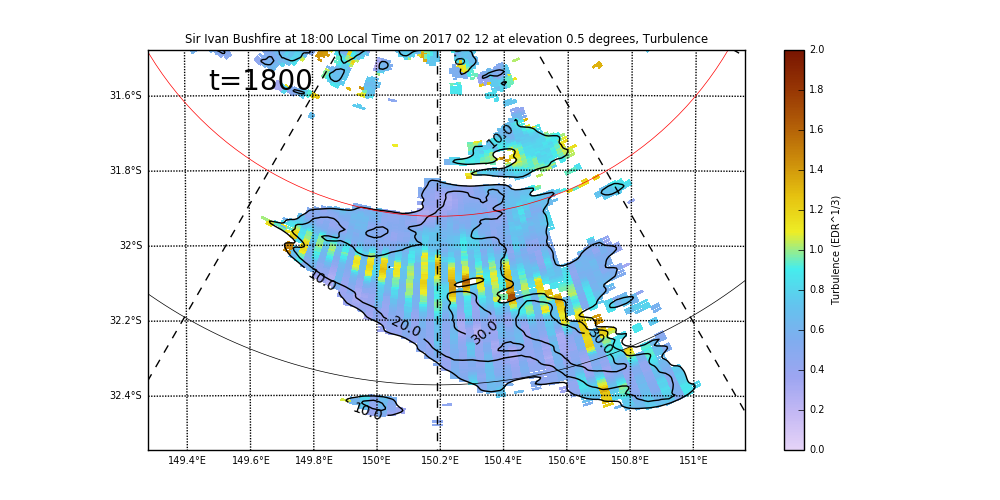 Sir Ivan Bushfire at 18:00 Local Time on 2017 02 12 at elevation 0.5 degrees, Turbulence
t=1800
31.6°S
31.8°S
32°S
32.2°S
32.4°S
149.4°E 149.6°E 149.8°E 150°E 150.2°E 150.4°E 150.6°E 150.8°E 151°E
10.0
10.0
20.0
30.0
30.0
10.0
2.0
1.8
1.6
1.4
1.2
1.0
0.8
0.6
0.4
0.2
0.0
Turbulence (EDR^1/3)